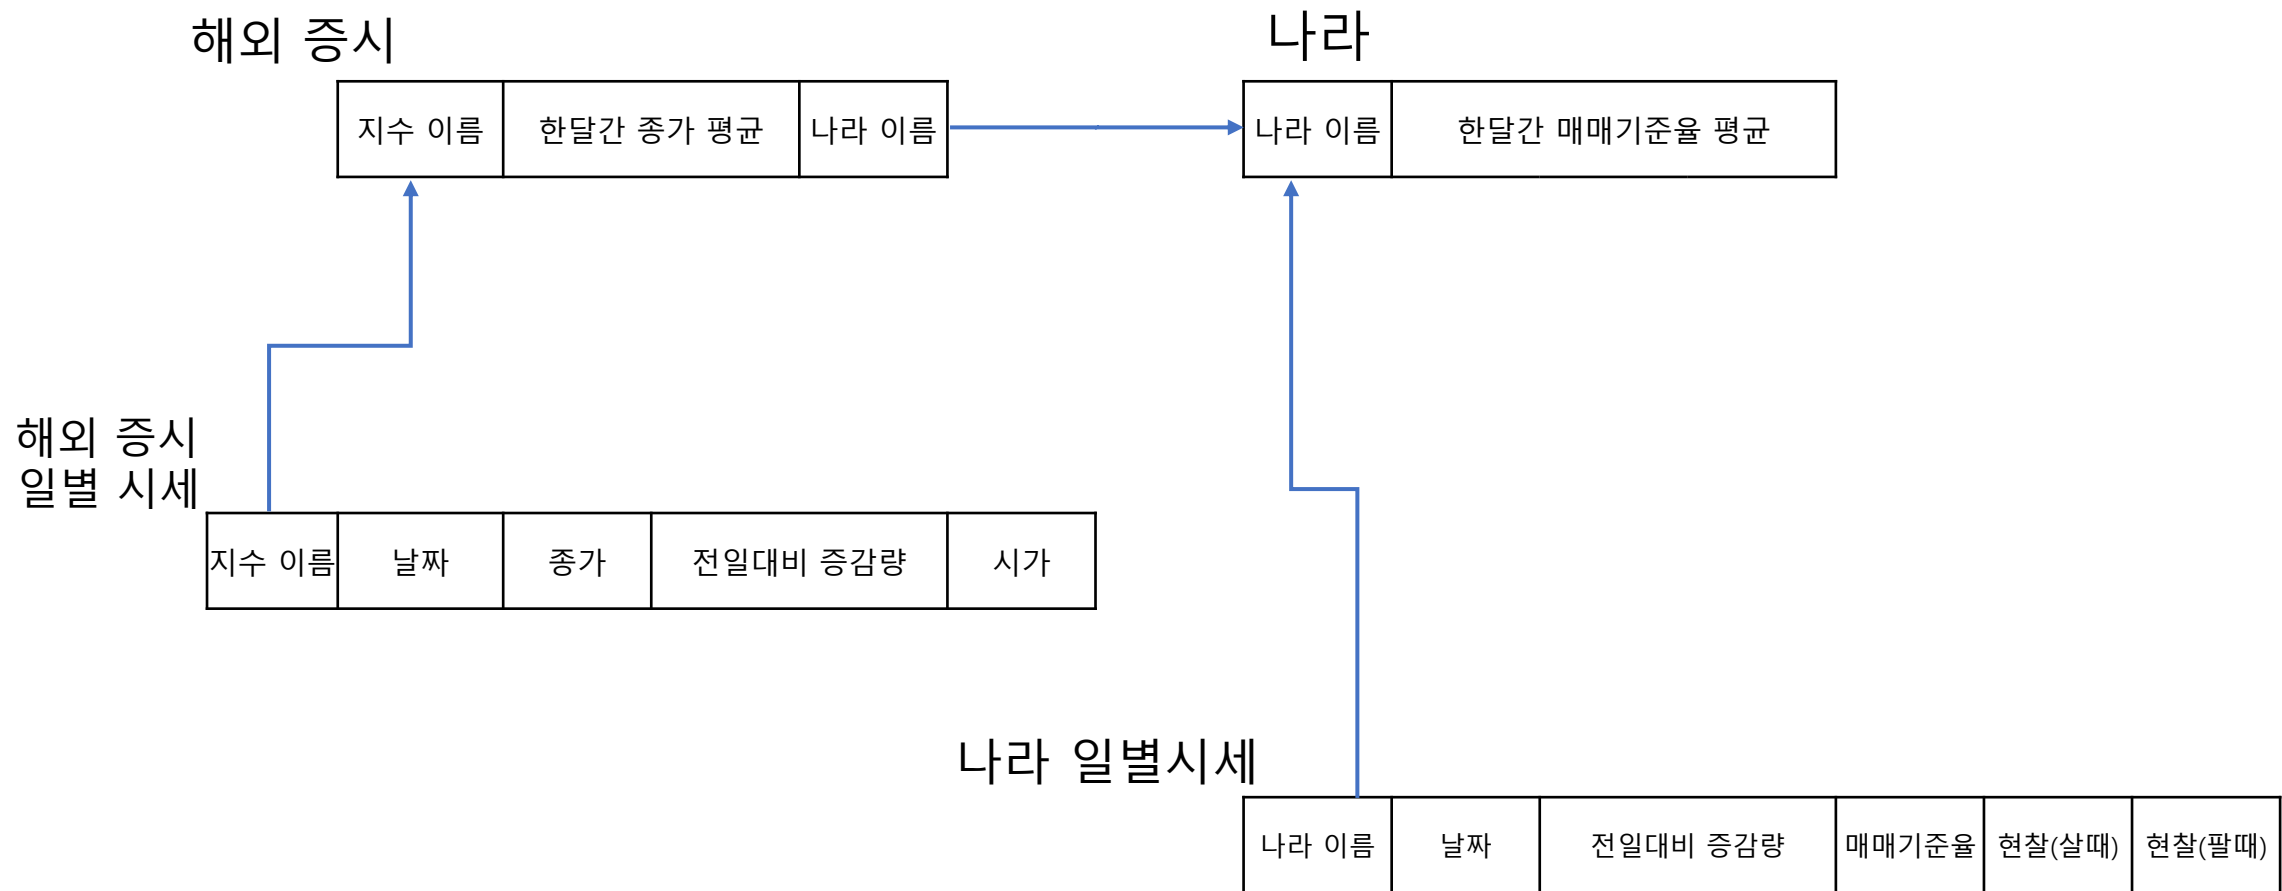 해외 증시
나라
지수 이름 한달간 종가 평균 나라 이름
나라 이름 한달간 매매기준율 평균
해외 증시
일별 시세
지수 이름 날짜 종가 전일대비 증감량 시가
나라 일별시세
나라 이름 날짜 전일대비 증감량 매매기준율 현찰(살때) 현찰(팔때)